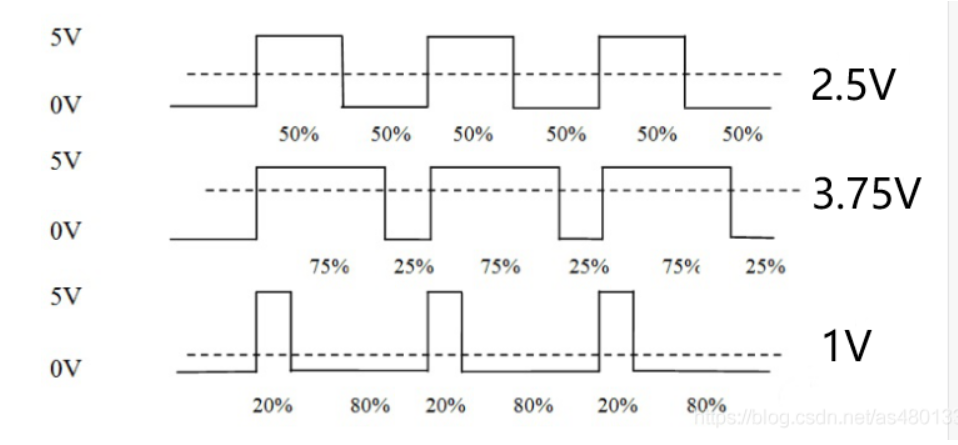 5V
2.5V
0V
50% 50% 50% 50% 50% 50%
5V
3.75V
0V
75% 25% 75% 25% 75% 25%
5V
1V
0V
20% 80% 20% 80% 20% 80%
https://blog.csdn.net/as480133